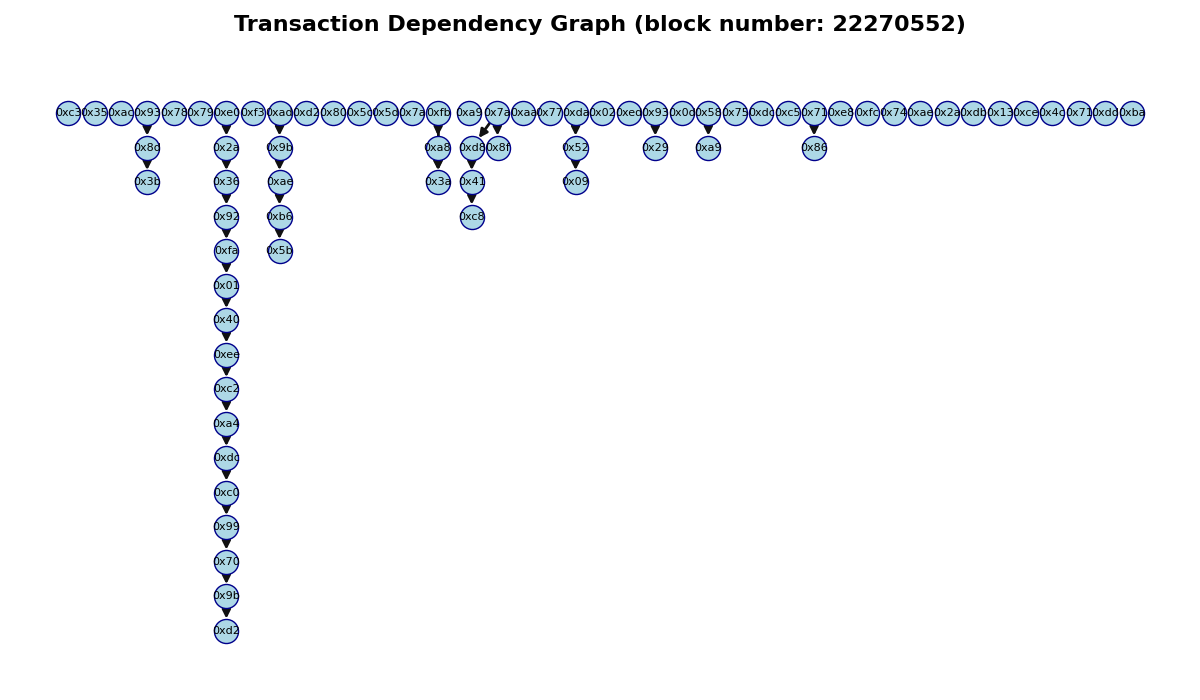 Transaction Dependency Graph (block number: 22270552)
0xc3 0x35 0xac 0x93 0x78 0x79 0xe0 0xf3 0xad 0xd2 0x80 0x5c 0x5d 0x7a 0xfb 0xa9 0x7a 0xaa 0x77 0xda 0x02 0xed 0x93 0x0d 0x58 0x75 0xdc 0xc5 0x71 0xe8 0xfc 0x74 0xae 0x2a 0xdb 0x13 0xce 0x4c 0x71 0xdd 0xba
0x8d 0x2a 0x9b 0xa8 0xd8 0x8f 0x52 0x29 0xa9 0x86
0x3b 0x36 0xae 0x3a 0x41 0x09
0x92 0xb6 0xc8
0xfa 0x5b
0x01
0x40
0xee
0xc2
0xa4
0xdc
0xc0
0x99
0x70
0x9b
0xd2